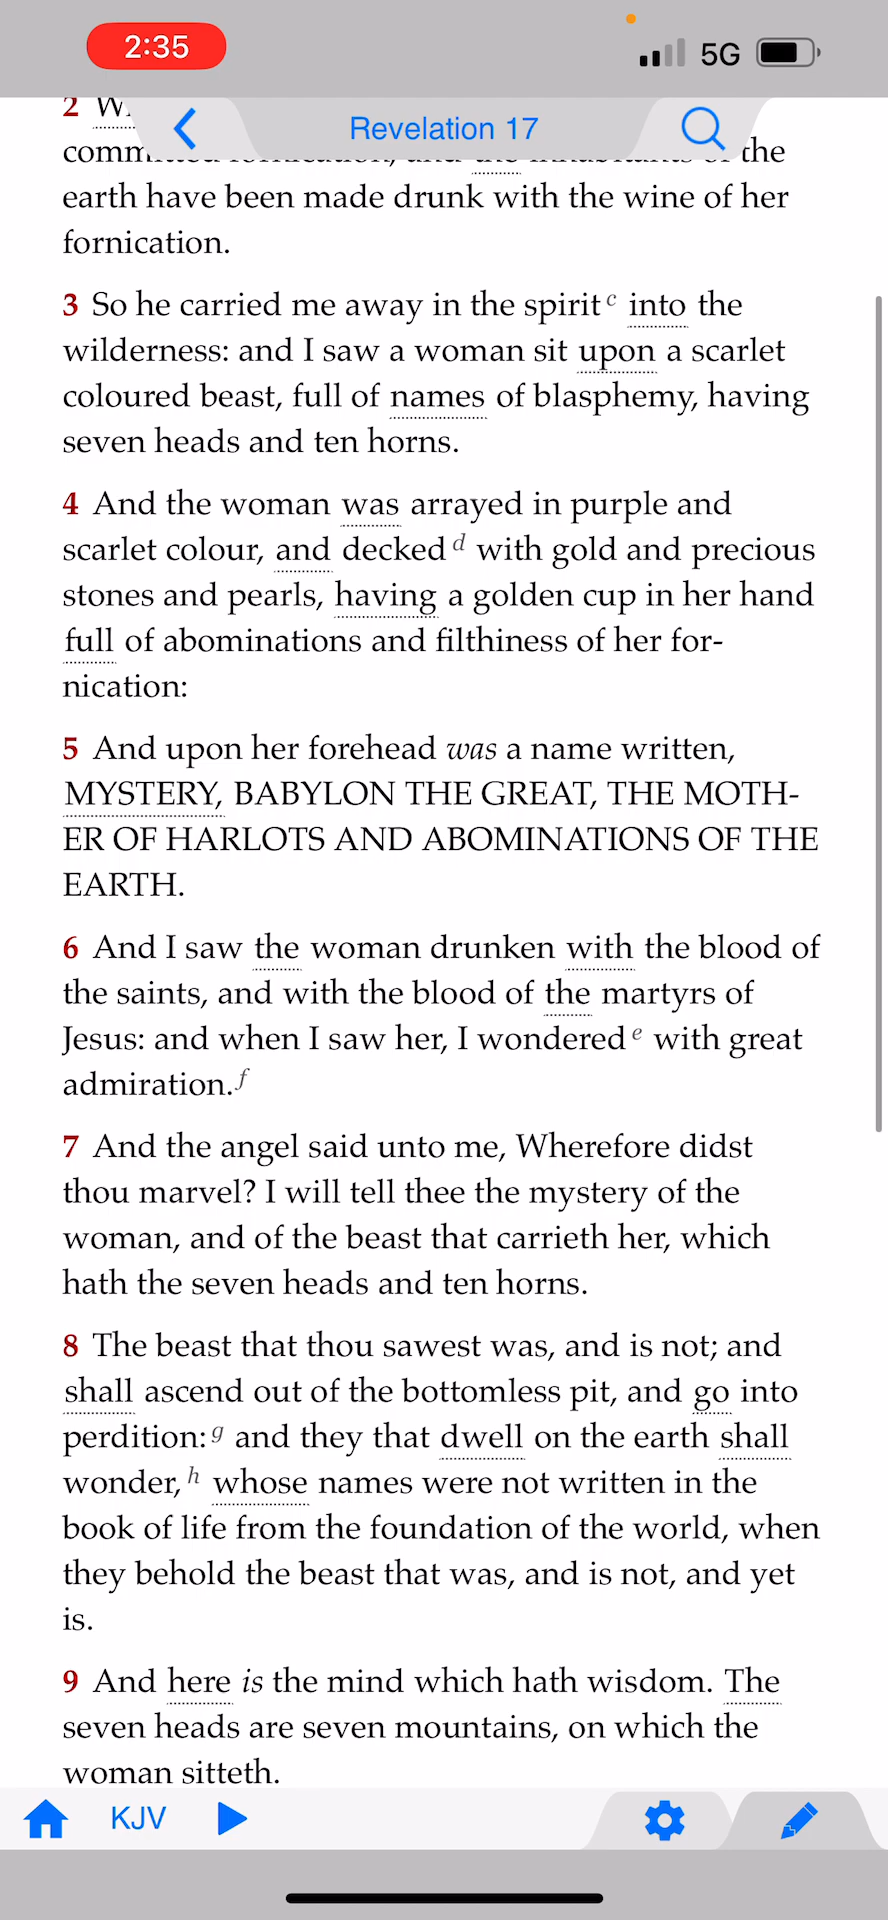 2:35
5G
Revelation 17
2
the
earth have been made drunk with the wine of her
fornication.
3 So he carried me away in the spirit c into the
wilderness: and I saw a woman sit upon a scarlet
coloured beast, full of names of blasphemy, having
seven heads and ten horns.
4 And the woman was arrayed in purple and
scarlet colour, and decked d with gold and precious
stones and pearls, having a golden cup in her hand
full of abominations and filthiness of her for-
nication:
5 And upon her forehead was a name written,
MYSTERY, BABYLON THE GREAT, THE MOTH-
ER OF HARLOTS AND ABOMINATIONS OF THE
EARTH.
6 And I saw the woman drunken with the blood of
the saints, and with the blood of the martyrs of
Jesus: and when I saw her, I wondered e with great
admiration. f
7 And the angel said unto me, Wherefore didst
thou marvel? I will tell thee the mystery of the
woman, and of the beast that carrieth her, which
hath the seven heads and ten horns.
8 The beast that thou sawest was, and is not; and
shall ascend out of the bottomless pit, and go into
perdition: g and they that dwell on the earth shall
wonder, h whose names were not written in the
book of life from the foundation of the world, when
they behold the beast that was, and is not, and yet
is.
9 And here is the mind which hath wisdom. The
seven heads are seven mountains, on which the
woman sitteth.
KJV